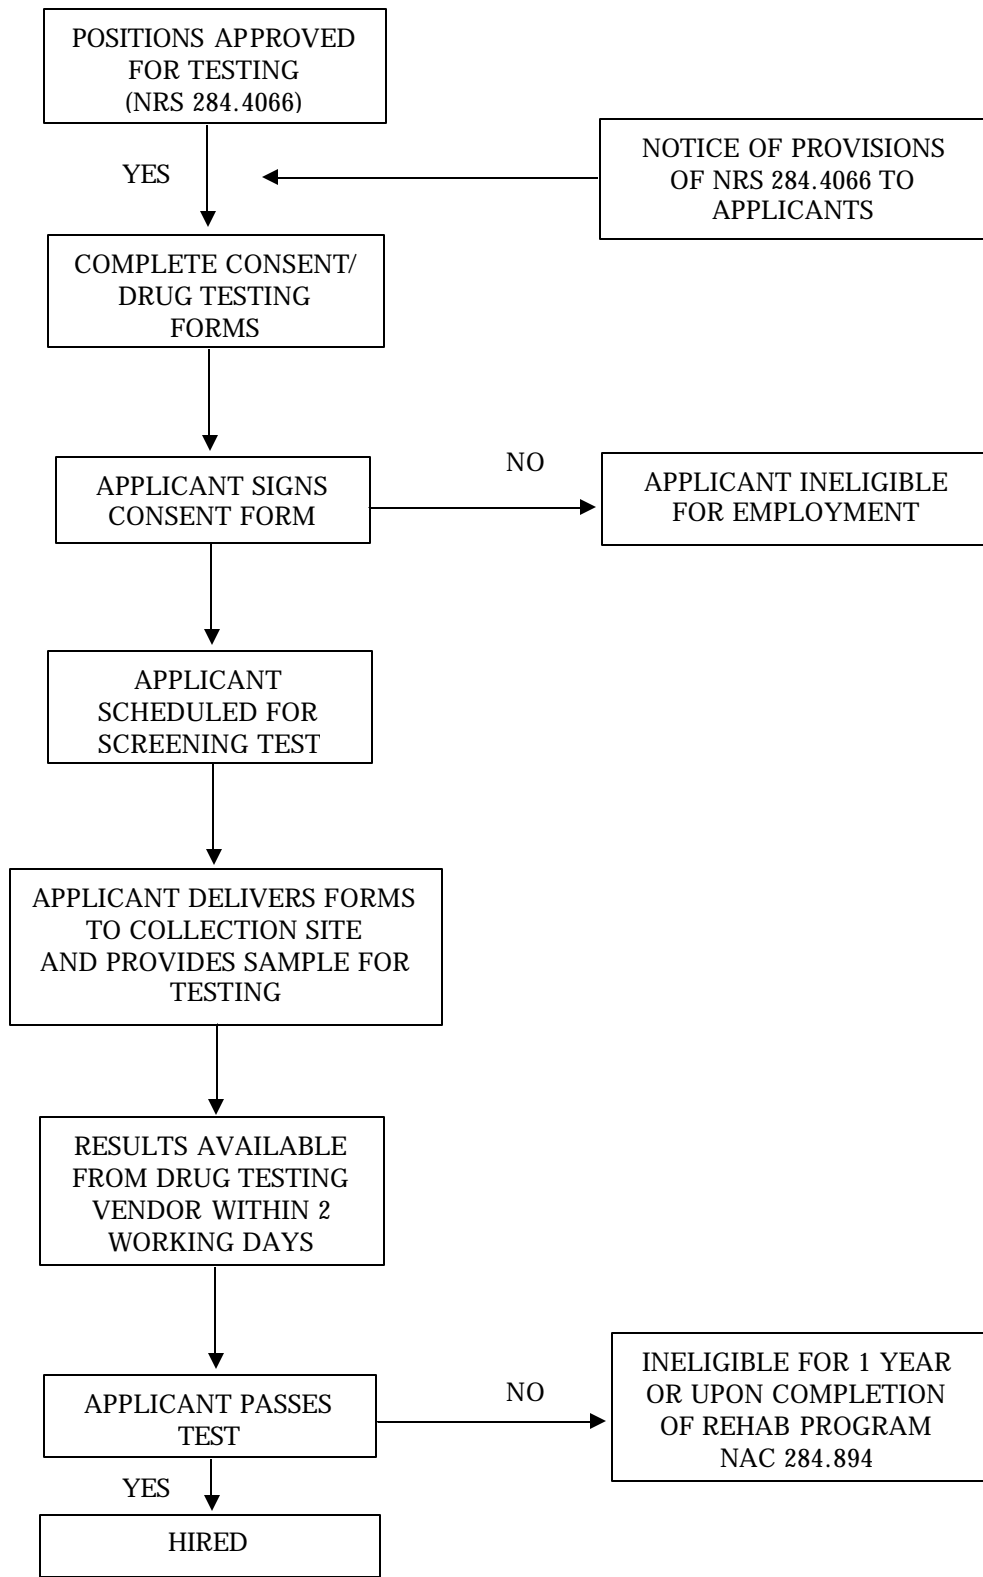 POSITIONS APPROVED
FOR TESTING
(NRS 284.4066)
YES
NOTICE OF PROVISIONS
OF NRS 284.4066 TO
APPLICANTS
COMPLETE CONSENT/
DRUG TESTING
FORMS
APPLICANT SIGNS
CONSENT FORM
NO
APPLICANT INELIGIBLE
FOR EMPLOYMENT
APPLICANT
SCHEDULED FOR
SCREENING TEST
APPLICANT DELIVERS FORMS
TO COLLECTION SITE
AND PROVIDES SAMPLE FOR
TESTING
RESULTS AVAILABLE
FROM DRUG TESTING
VENDOR WITHIN 2
WORKING DAYS
APPLICANT PASSES
TEST
NO
INELIGIBLE FOR 1 YEAR
OR UPON COMPLETION
OF REHAB PROGRAM
NAC 284.894
YES
HIRED